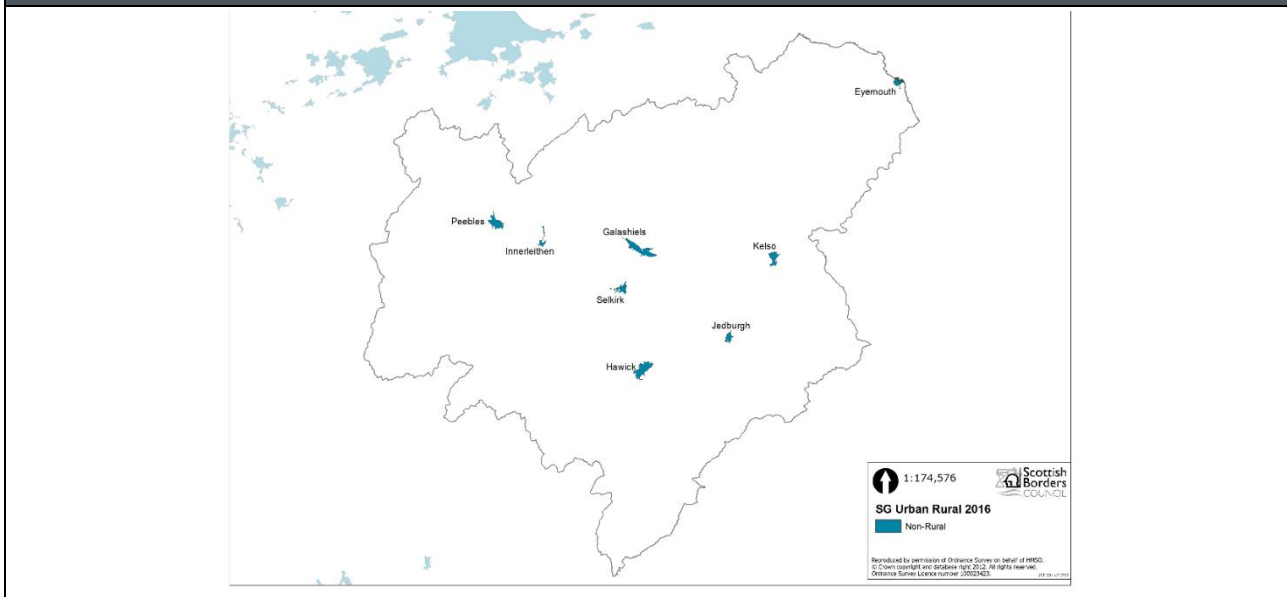 Eyemouth
Peebles
Innerleithen
Galashiels
Kelso
Selkirk
Jedburgh
Hawick
1:174,576
Scottish
Borders
COUNCIL
SG Urban Rural 2016
Non-Rural
Reproduced by permission of Ordnance Survey on behalf of HMSO.
© Crown copyright and database right 2012. All rights reserved.
Ordnance Survey Licence number 100023423.